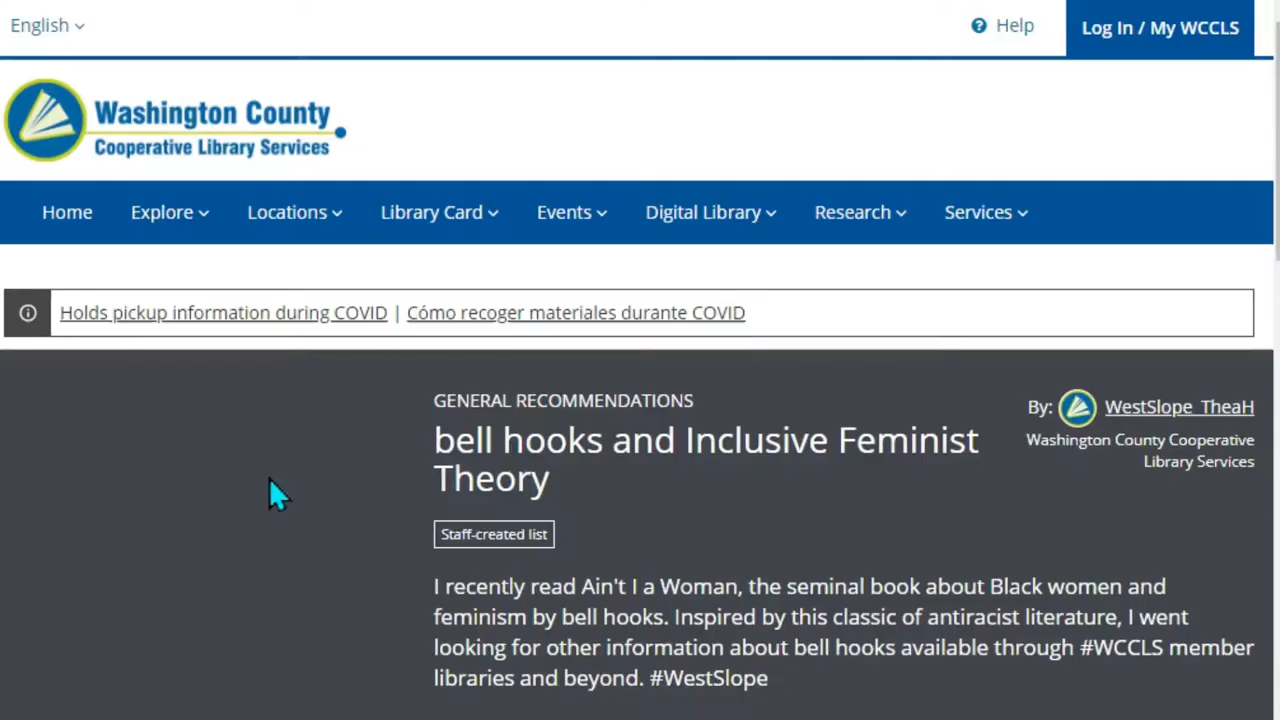 English
Help
Log In / My WCCLS
Washington County
Cooperative Library Services
Home Explore Locations Library Card Events Digital Library Research Services
Holds pickup information during COVID | Cómo recoger materiales durante COVID
GENERAL RECOMMENDATIONS
bell hooks and Inclusive Feminist
Theory
By: WestSlope_TheaH
Washington County Cooperative
Library Services
Staff-created list
I recently read Ain't I a Woman, the seminal book about Black women and
feminism by bell hooks. Inspired by this classic of antiracist literature, I went
looking for other information about bell hooks available through #WCCLS member
libraries and beyond. #WestSlope